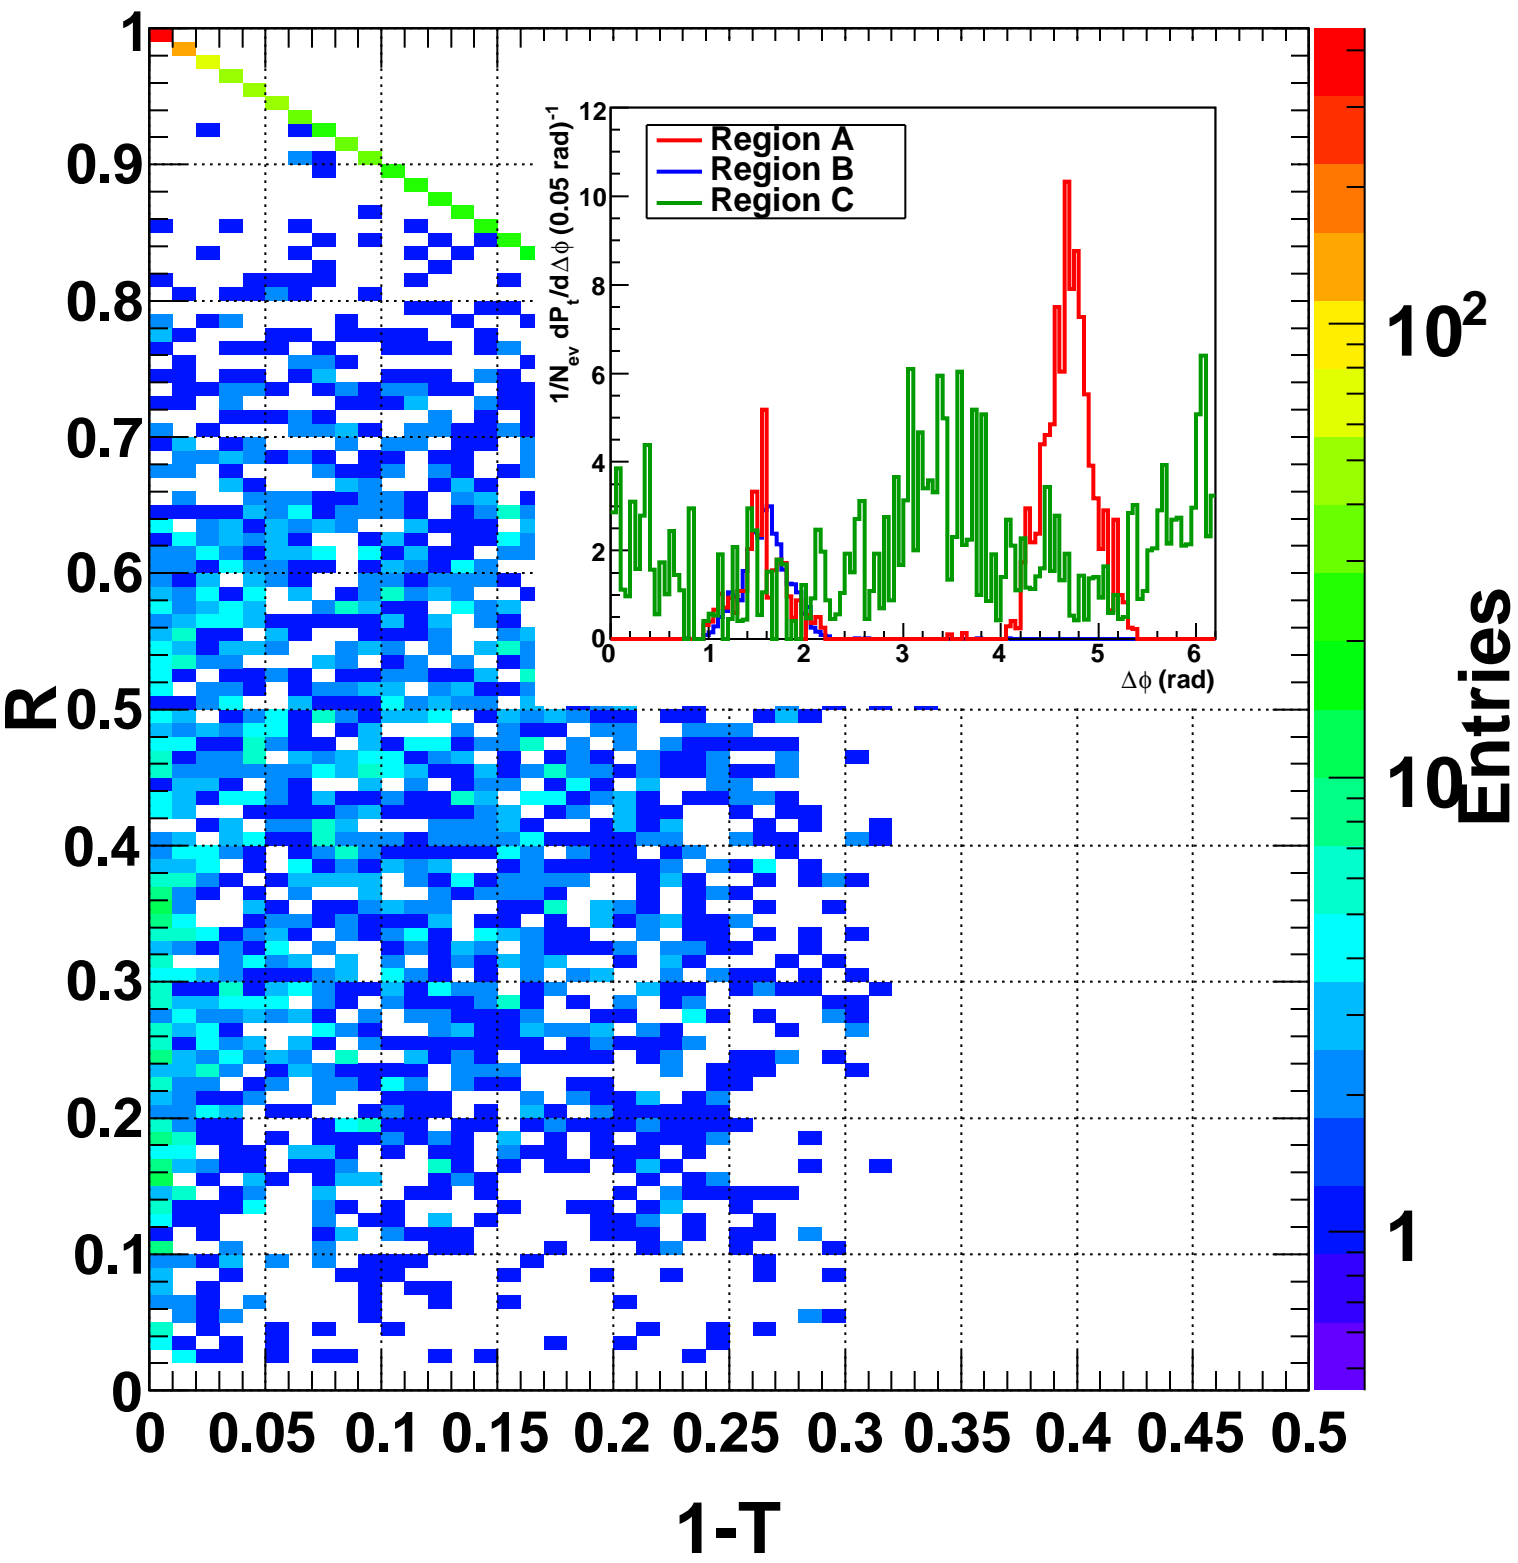 1
0.9
0.8
0.7
0.6
0.5
0.4
0.3
0.2
0.1
0
R
0 0.05 0.1 0.15 0.2 0.25 0.3 0.35 0.4 0.45 0.5
1-T
12
10
8
6
4
2
0
1/N_ev dP_t/dΔϕ (0.05 rad)^-1
Region A
Region B
Region C
0 1 2 3 4 5 6
Δϕ (rad)
10²
10
1
Entries